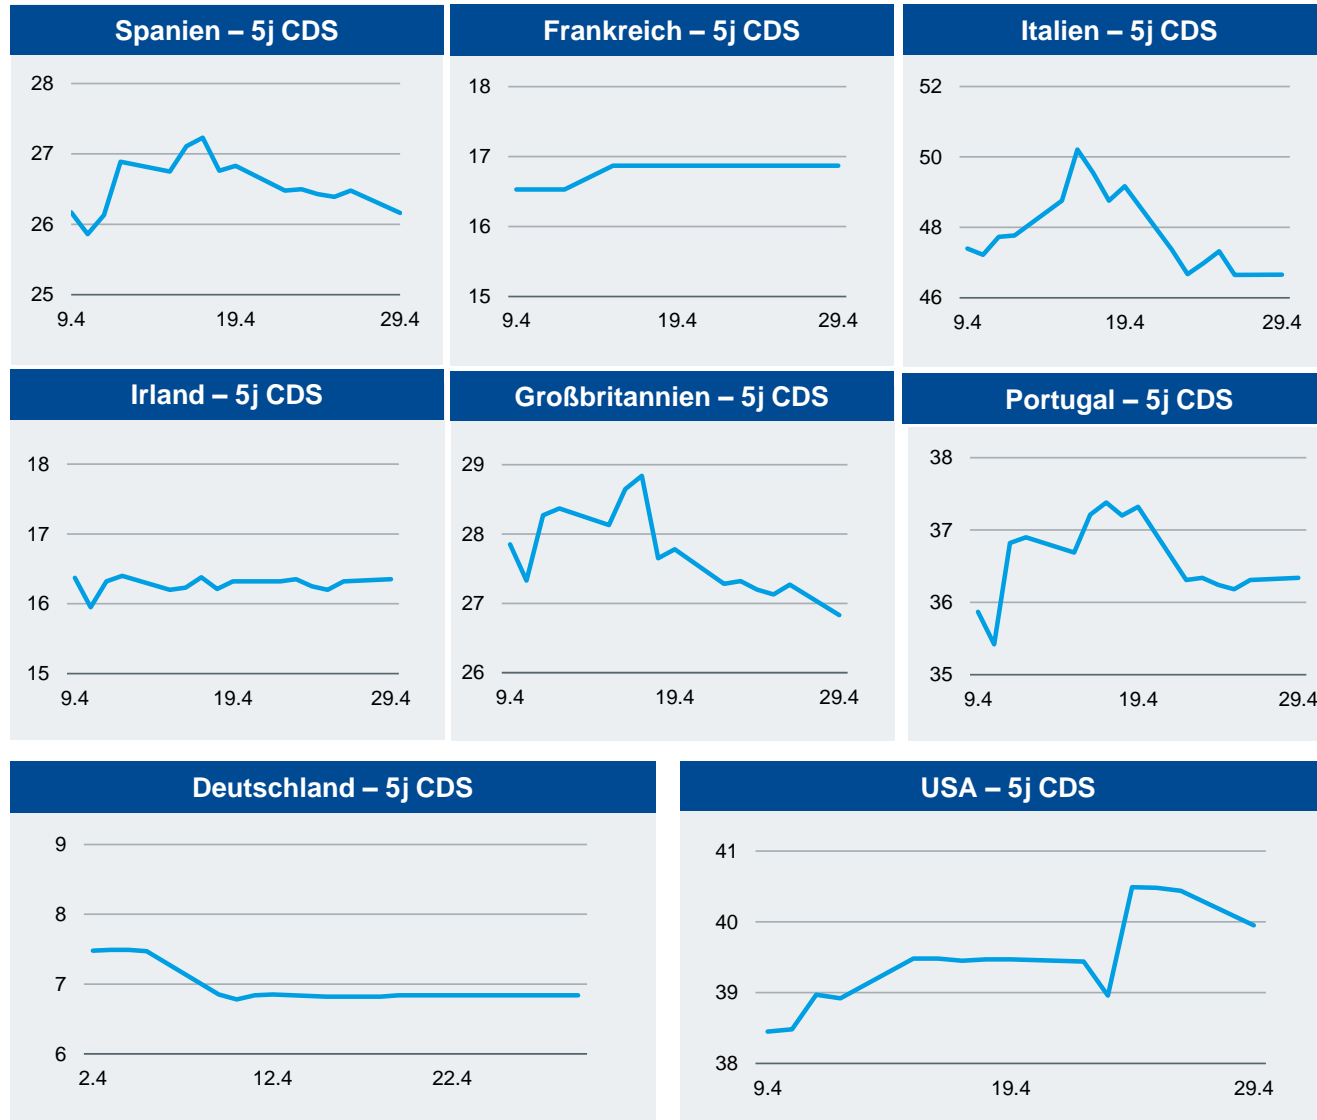 Spanien – 5j CDS
28
27
26
25
9.4 19.4 29.4
Frankreich – 5j CDS
18
17
16
15
9.4 19.4 29.4
Italien – 5j CDS
52
50
48
46
9.4 19.4 29.4
Irland – 5j CDS
18
17
16
15
9.4 19.4 29.4
Großbritannien – 5j CDS
29
28
27
26
9.4 19.4 29.4
Portugal – 5j CDS
38
37
36
35
9.4 19.4 29.4
Deutschland – 5j CDS
9
8
7
6
2.4 12.4 22.4
USA – 5j CDS
41
40
39
38
9.4 19.4 29.4